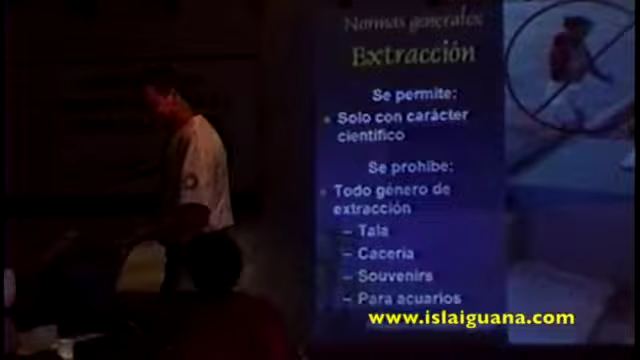 Normas generales
Extracción
Se permite:
Solo con carácter
científico
Se prohíbe:
Todo género de
extracción
– Tala
– Cacería
– Souvenirs
– Para acuarios
www.islaiguana.com